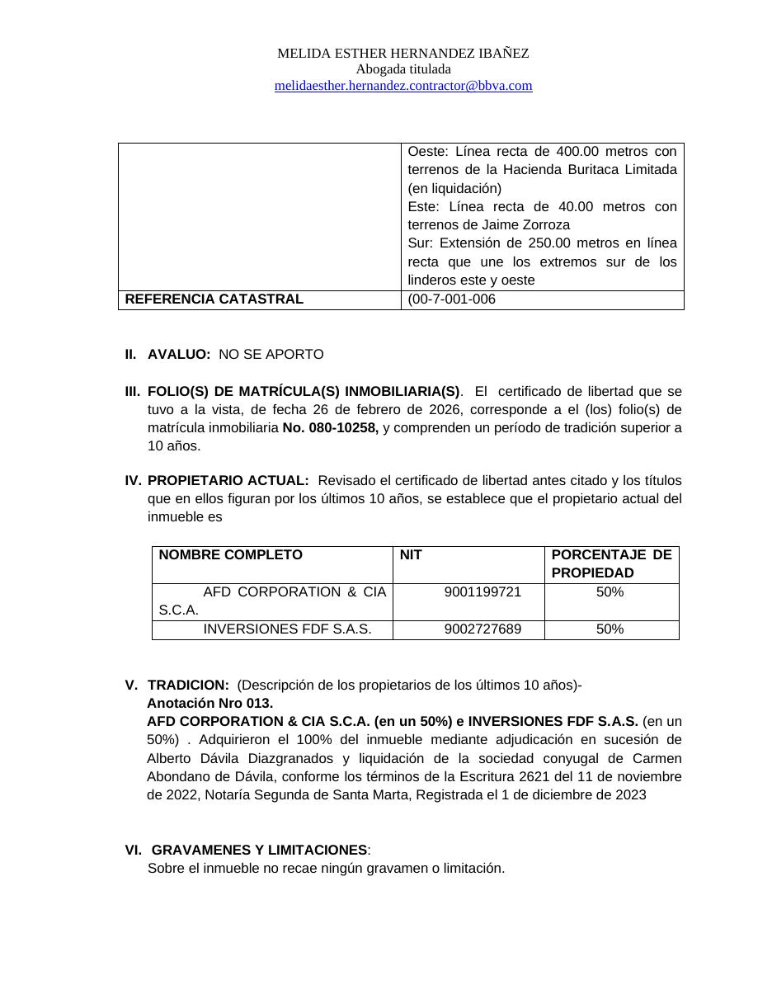 MELIDA ESTHER HERNANDEZ IBAÑEZ
Abogada titulada
melidaesther.hernandez.contractor@bbva.com
Oeste: Línea recta de 400.00 metros con
terrenos de la Hacienda Buritaca Limitada
(en liquidación)
Este: Línea recta de 40.00 metros con
terrenos de Jaime Zorroza
Sur: Extensión de 250.00 metros en línea
recta que une los extremos sur de los
linderos este y oeste
REFERENCIA CATASTRAL (00-7-001-006
II. AVALUO: NO SE APORTO
III. FOLIO(S) DE MATRÍCULA(S) INMOBILIARIA(S). El certificado de libertad que se
tuvo a la vista, de fecha 26 de febrero de 2026, corresponde a el (los) folio(s) de
matrícula inmobiliaria No. 080-10258, y comprenden un período de tradición superior a
10 años.
IV. PROPIETARIO ACTUAL: Revisado el certificado de libertad antes citado y los títulos
que en ellos figuran por los últimos 10 años, se establece que el propietario actual del
inmueble es
NOMBRE COMPLETO NIT PORCENTAJE DE
PROPIEDAD
AFD CORPORATION & CIA 9001199721 50%
S.C.A.
INVERSIONES FDF S.A.S. 9002727689 50%
V. TRADICION: (Descripción de los propietarios de los últimos 10 años)-
Anotación Nro 013.
AFD CORPORATION & CIA S.C.A. (en un 50%) e INVERSIONES FDF S.A.S. (en un
50%) . Adquirieron el 100% del inmueble mediante adjudicación en sucesión de
Alberto Dávila Diazgranados y liquidación de la sociedad conyugal de Carmen
Abondano de Dávila, conforme los términos de la Escritura 2621 del 11 de noviembre
de 2022, Notaría Segunda de Santa Marta, Registrada el 1 de diciembre de 2023
VI. GRAVAMENES Y LIMITACIONES:
Sobre el inmueble no recae ningún gravamen o limitación.